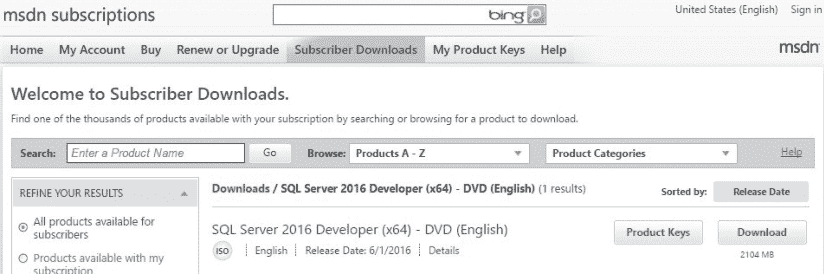 msdn subscriptions
bing
United States (English) Sign in
Home My Account Buy Renew or Upgrade Subscriber Downloads My Product Keys Help
msdn
Welcome to Subscriber Downloads.
Find one of the thousands of products available with your subscription by searching or browsing for a product to download.
Search: Enter a Product Name Go Browse: Products A - Z Product Categories Help
REFINE YOUR RESULTS
All products available for
subscribers
Products available with my
subscription
Downloads / SQL Server 2016 Developer (x64) - DVD (English) (1 results) Sorted by: Release Date
SQL Server 2016 Developer (x64) - DVD (English) Product Keys Download
ISO English Release Date: 6/1/2016 Details 2104 MB